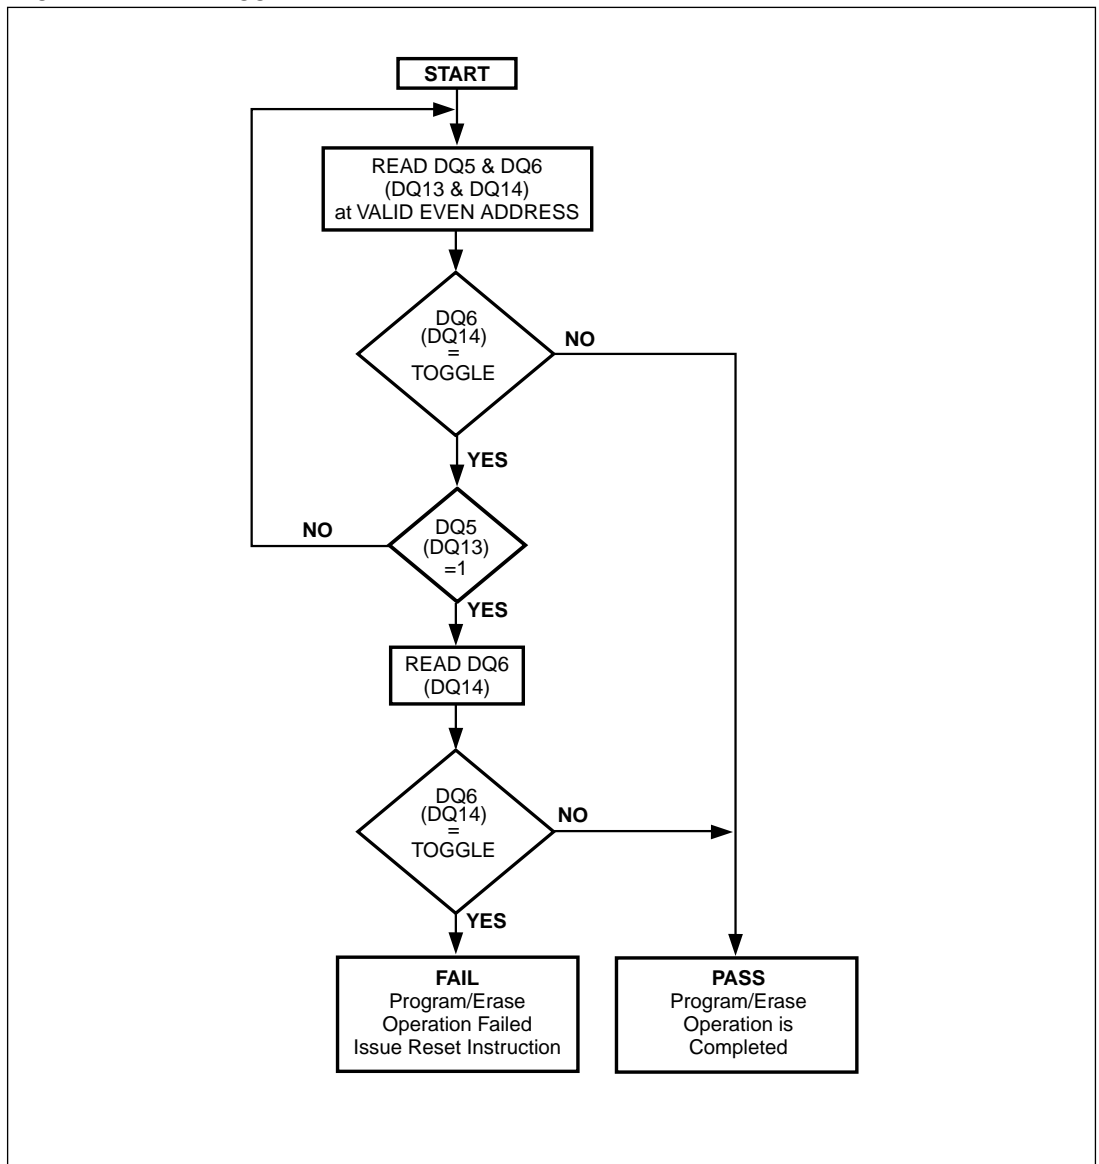 START
READ DQ5 & DQ6
(DQ13 & DQ14)
at VALID EVEN ADDRESS
DQ6
(DQ14)
=
TOGGLE
NO
YES
DQ5
(DQ13)
=1
NO
YES
READ DQ6
(DQ14)
DQ6
(DQ14)
=
TOGGLE
NO
YES
FAIL
Program/Erase
Operation Failed
Issue Reset Instruction
PASS
Program/Erase
Operation is
Completed